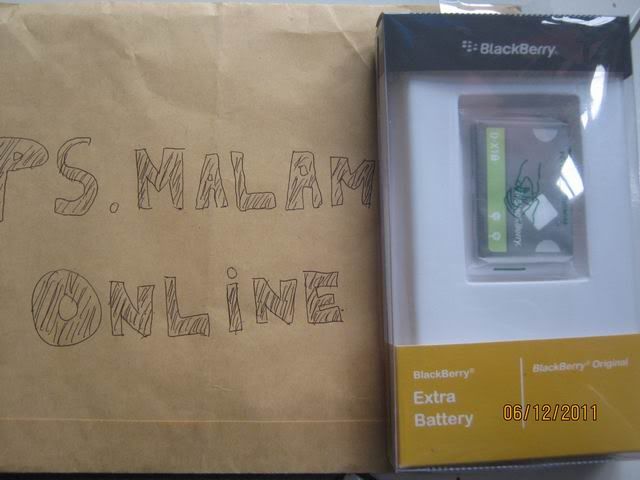 PS. MALAM
ONLINE
BlackBerry
D-X1
BlackBerry®
Extra
Battery
BlackBerry® Original
06/12/2011